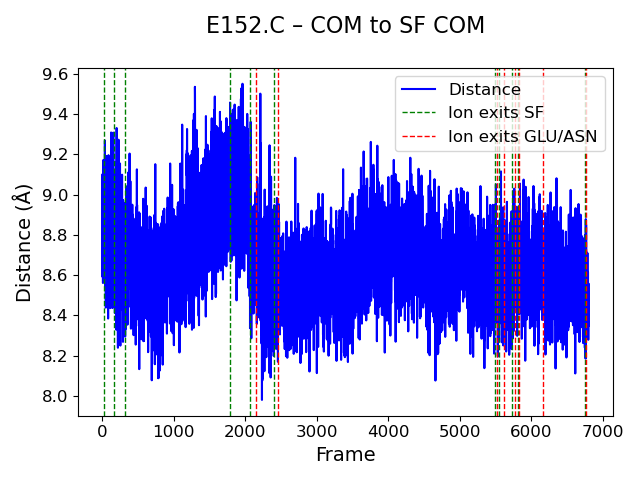 E152.C – COM to SF COM
Distance
Ion exits SF
Ion exits GLU/ASN
9.6
9.4
9.2
9.0
8.8
8.6
8.4
8.2
8.0
Distance (Å)
0 1000 2000 3000 4000 5000 6000 7000
Frame